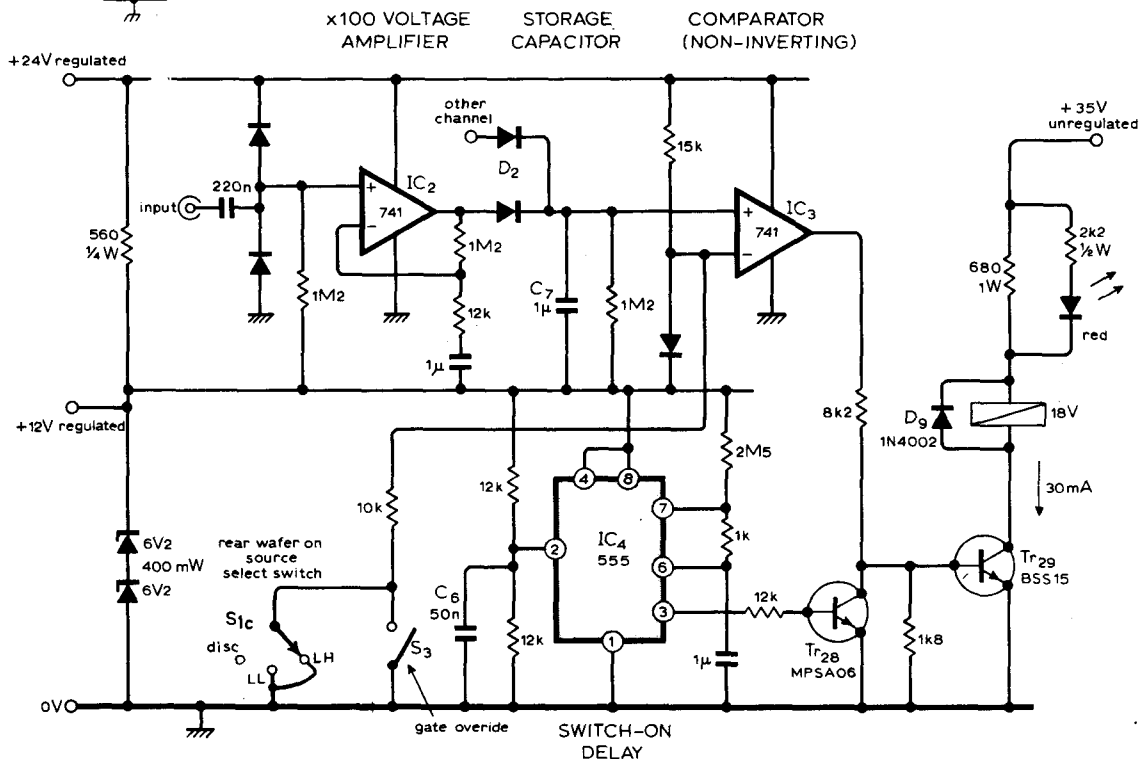 x100 VOLTAGE
AMPLIFIER
STORAGE
CAPACITOR
COMPARATOR
(NON-INVERTING)
+24V regulated
other
channel
D2
+35V
unregulated
15k
220n
input
IC2
741
+
−
IC3
741
+
−
560
¼W
1M2
1M2
12k
1μ
C7
1μ
1M2
680
1W
2k2
½W
red
+12V regulated
8k2
D9
1N4002
18V
30mA
10k
12k
4
8
2M5
7
1k
2
IC4
555
6
3
1
6V2
400 mW
6V2
rear wafer on
source
select switch
S1c
disc
LH
LL
S3
C6
50n
12k
12k
1μ
Tr28
MPSA06
1k8
Tr29
BSS15
0V
gate overide
SWITCH-ON
DELAY